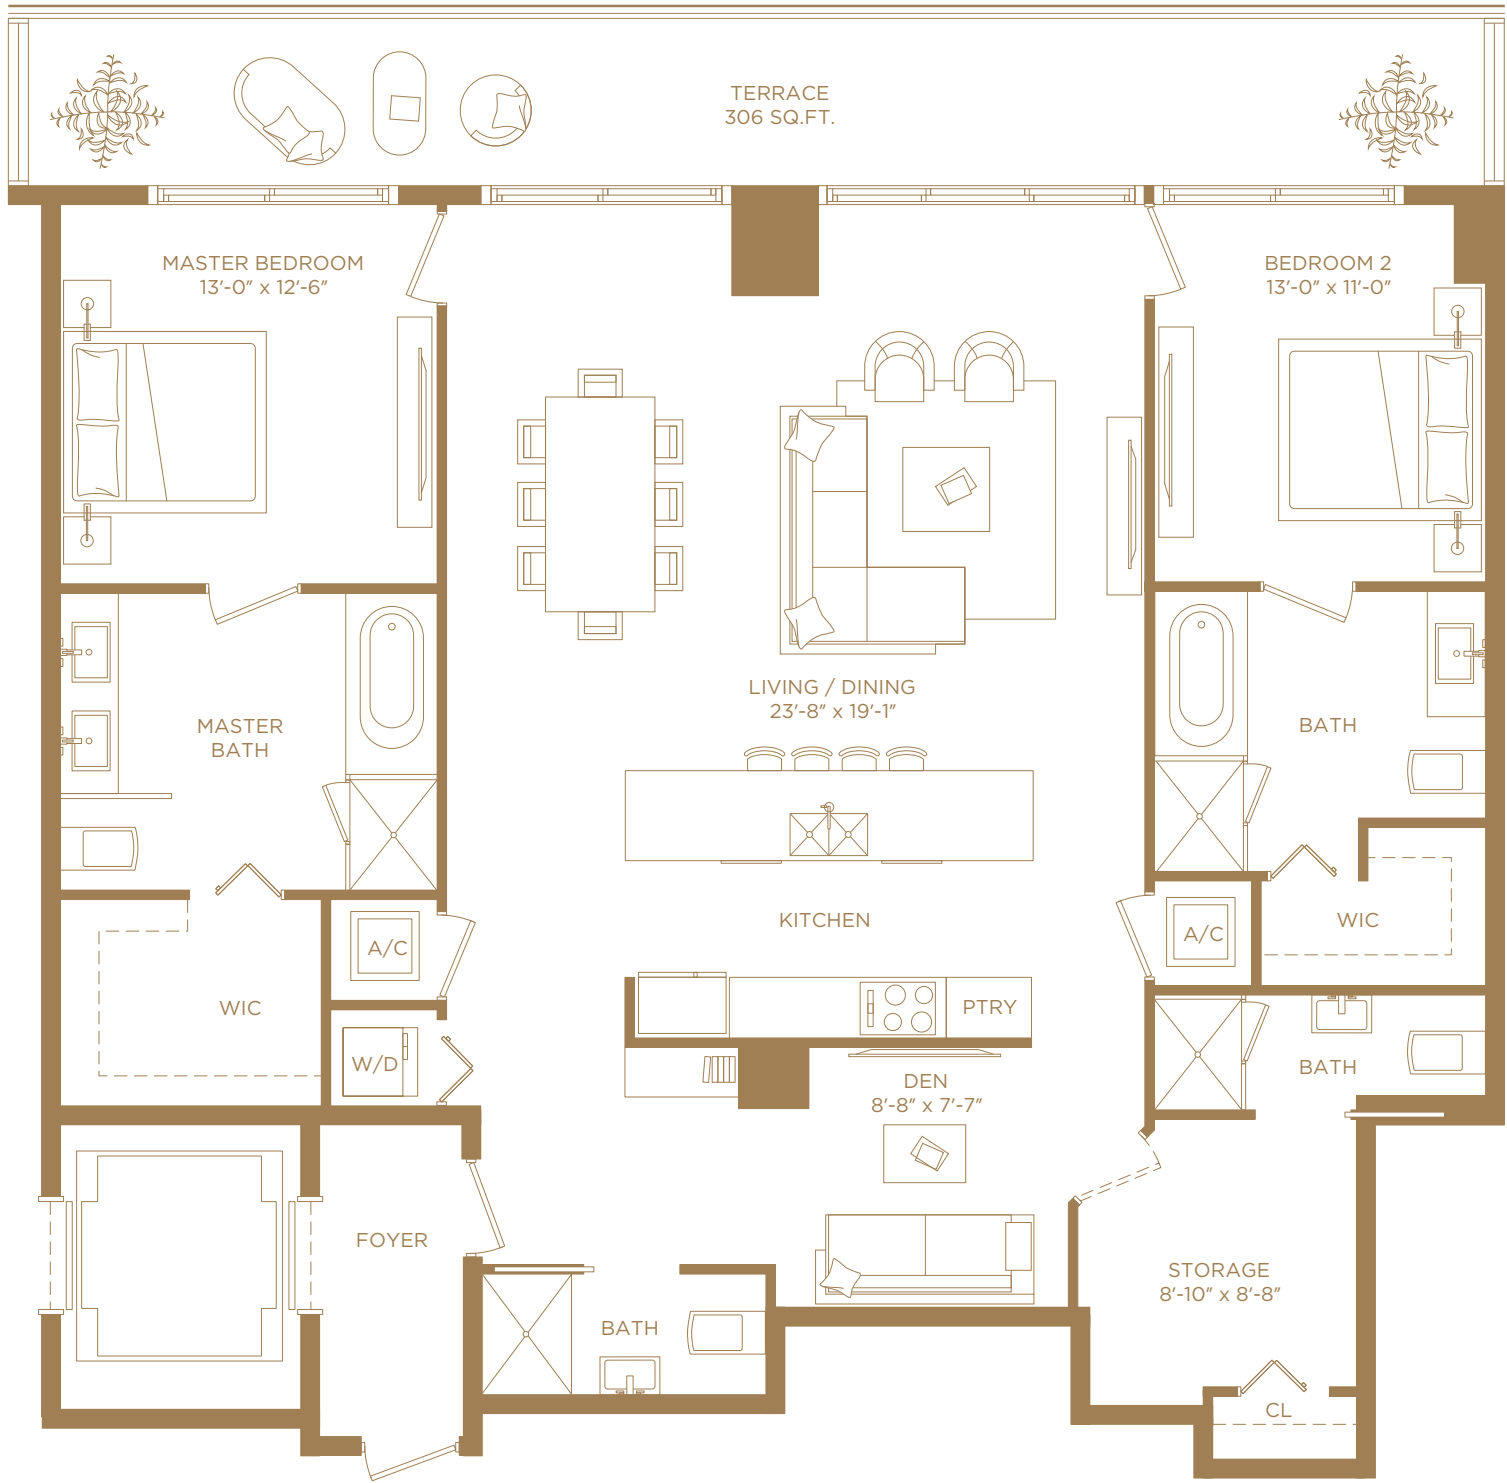 TERRACE
306 SQ.FT.
MASTER BEDROOM
13'-0" x 12'-6"
BEDROOM 2
13'-0" x 11'-0"
LIVING / DINING
23'-8" x 19'-1"
MASTER
BATH
BATH
KITCHEN
A/C
A/C
WIC
WIC
PTRY
W/D
DEN
8'-8" x 7'-7"
BATH
FOYER
STORAGE
8'-10" x 8'-8"
BATH
CL